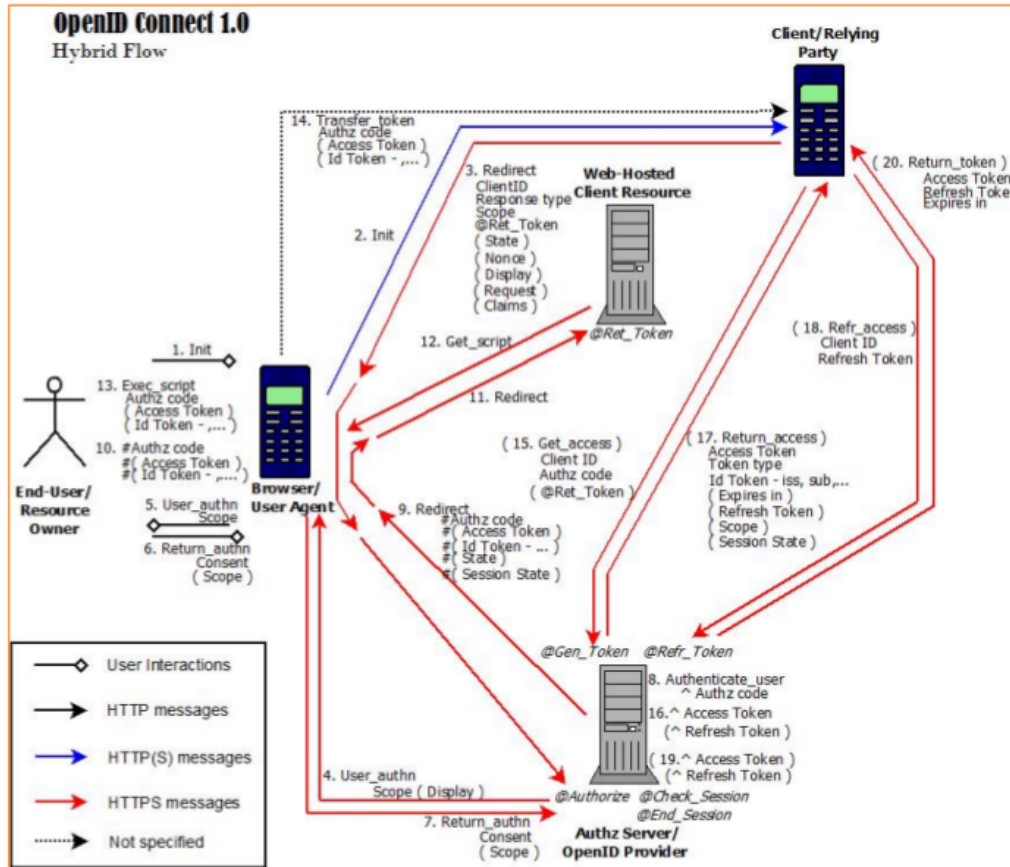 OpenID Connect 1.0
Hybrid Flow
Client/Relying
Party
14. Transfer_token
Authz code
( Access Token )
( Id Token - ,... )
3. Redirect
ClientID
Response type
Scope
@Ret_Token
( State )
( Nonce )
( Display )
( Request )
( Claims )
Web-Hosted
Client Resource
( 20. Return_token )
Access Token
Refresh Toke
Expires in
2. Init
@Ret_Token
12. Get_script
11. Redirect
( 18. Refr_access )
Client ID
Refresh Token
1. Init
13. Exec_script
Authz code
( Access Token )
( Id Token - ,... )
10. #Authz code
#( Access Token )
#( Id Token - ,....
End-User/
Resource
Owner
Browser/
User Agent
5. User_authn
Scope
6. Return_authn
Consent
( Scope )
( 15. Get_access )
Client ID
Authz code
( @Ret_Token )
( 17. Return_access )
Access Token
Token type
Id Token - iss, sub,...
( Expires in )
( Refresh Token )
( Scope )
( Session State )
9. Redirect
#Authz code
#( Access Token )
#( Id Token - ... )
#( State )
#( Session State )
@Gen_Token
@Refr_Token
8. Authenticate_user
^ Authz code
16.^ Access Token
(^ Refresh Token )
( 19.^ Access Token )
(^ Refresh Token )
4. User_authn
Scope ( Display )
@Authorize
@Check_Session
@End_Session
7. Return_authn
Consent
( Scope )
Authz Server/
OpenID Provider
User Interactions
HTTP messages
HTTP(S) messages
HTTPS messages
Not specified